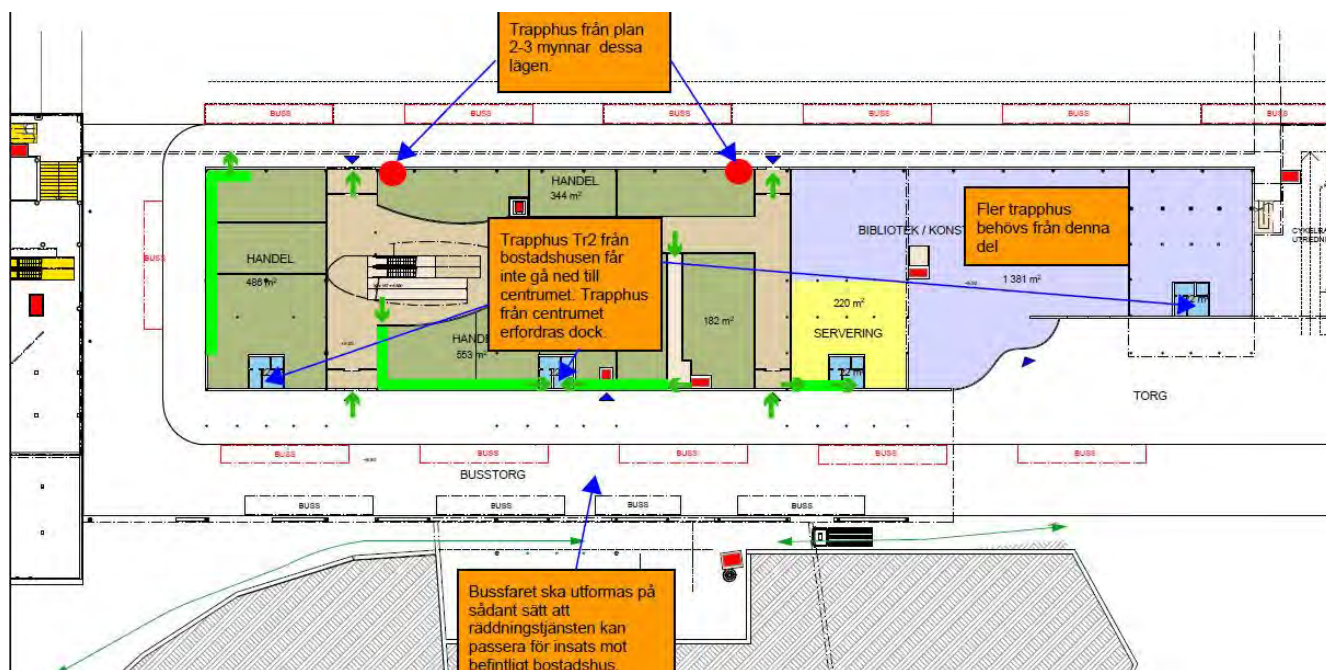 Trapphus från plan
2-3 mynnar dessa
lägen.
BUSS
BUSS
BUSS
BUSS
BUSS
BUSS
HANDEL
344 m²
Fler trapphus
behövs från denna
del
BIBLIOTEK / KONST
1 381 m²
Trapphus Tr2 från
bostadshusen får
inte gå ned till
centrumet. Trapphus
från centrumet
erfordras dock.
BUSS
HANDEL
486 m²
HANDEL
553 m²
182 m²
220 m²
SERVERING
TORG
BUSS
BUSS
BUSS
BUSS
BUSS
BUSSTORG
BUSS
BUSS
BUSS
BUSS
Bussfaret ska utformas på
sådant sätt att
räddningstjänsten kan
passera för insats mot
befintligt bostadshus.